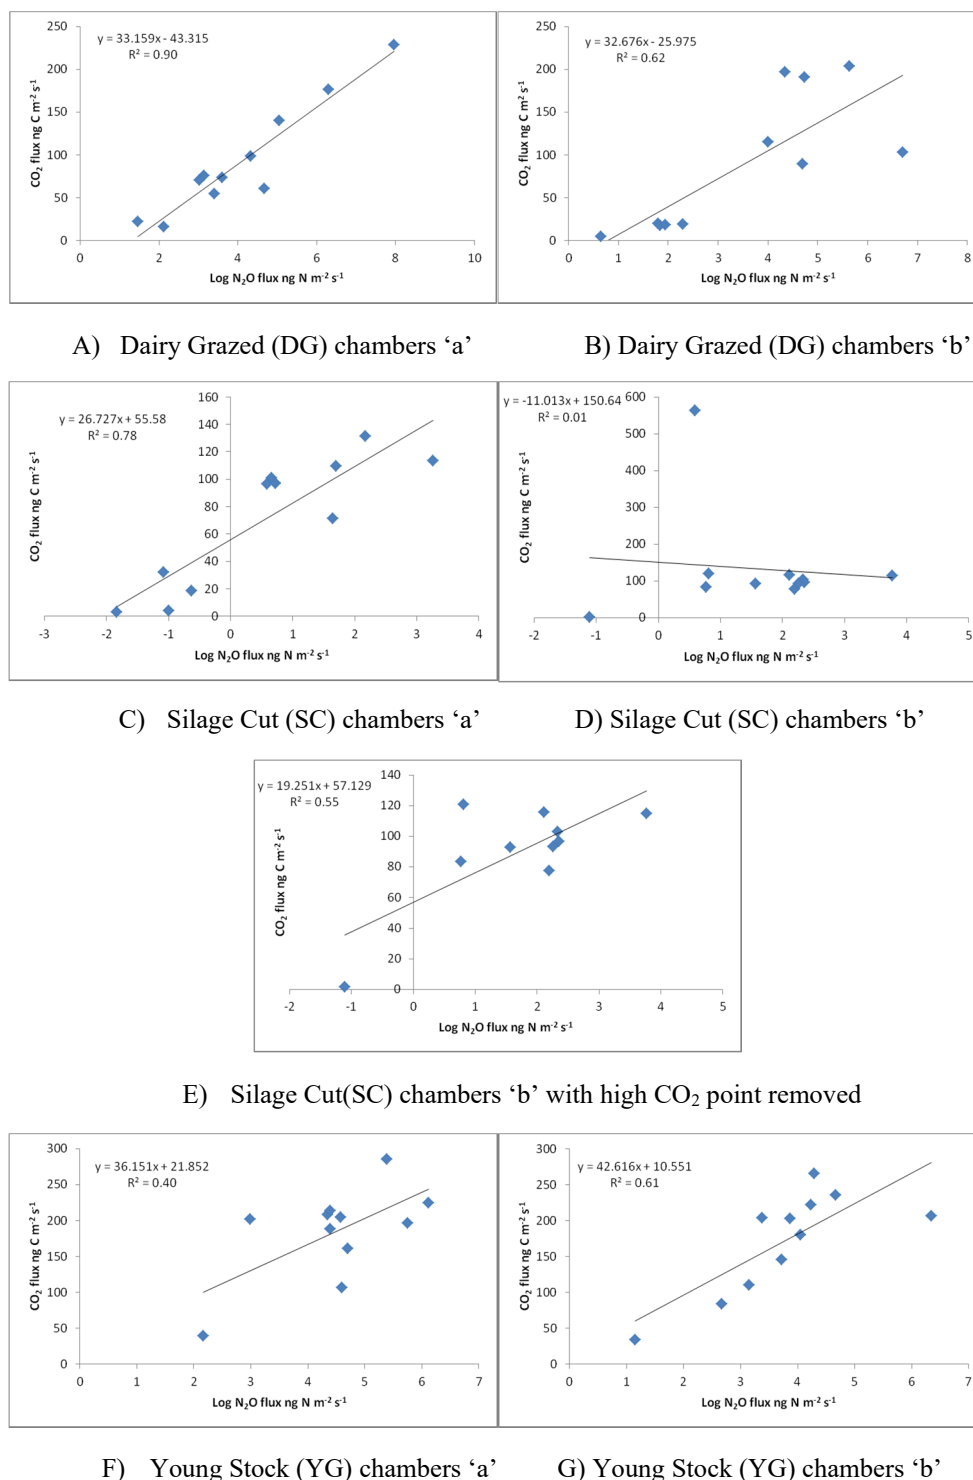 y = 33.159x - 43.315
R² = 0.90
CO₂ flux ng C m⁻² s⁻¹
250
200
150
100
50
0
0 2 4 6 8 10
Log N₂O flux ng N m⁻² s⁻¹
y = 32.676x - 25.975
R² = 0.62
CO₂ flux ng C m⁻² s⁻¹
250
200
150
100
50
0
0 1 2 3 4 5 6 7 8
Log N₂O flux ng N m⁻² s⁻¹
A) Dairy Grazed (DG) chambers ‘a’ B) Dairy Grazed (DG) chambers ‘b’
y = 26.727x + 55.58
R² = 0.78
CO₂ flux ng C m⁻² s⁻¹
160
140
120
100
80
60
40
20
0
-3 -2 -1 0 1 2 3 4
Log N₂O flux ng N m⁻² s⁻¹
y = -11.013x + 150.64
R² = 0.01
CO₂ flux ng C m⁻² s⁻¹
600
500
400
300
200
100
0
-2 -1 0 1 2 3 4 5
Log N₂O flux ng N m⁻² s⁻¹
C) Silage Cut (SC) chambers ‘a’ D) Silage Cut (SC) chambers ‘b’
y = 19.251x + 57.129
R² = 0.55
CO₂ flux ng C m⁻² s⁻¹
140
120
100
80
60
40
20
0
-2 -1 0 1 2 3 4 5
Log N₂O flux ng N m⁻² s⁻¹
E) Silage Cut(SC) chambers ‘b’ with high CO₂ point removed
y = 36.151x + 21.852
R² = 0.40
CO₂ flux ng C m⁻² s⁻¹
300
250
200
150
100
50
0
0 1 2 3 4 5 6 7
Log N₂O flux ng N m⁻² s⁻¹
y = 42.616x + 10.551
R² = 0.61
CO₂ flux ng C m⁻² s⁻¹
300
250
200
150
100
50
0
0 1 2 3 4 5 6 7
Log N₂O flux ng N m⁻² s⁻¹
F) Young Stock (YG) chambers ‘a’ G) Young Stock (YG) chambers ‘b’